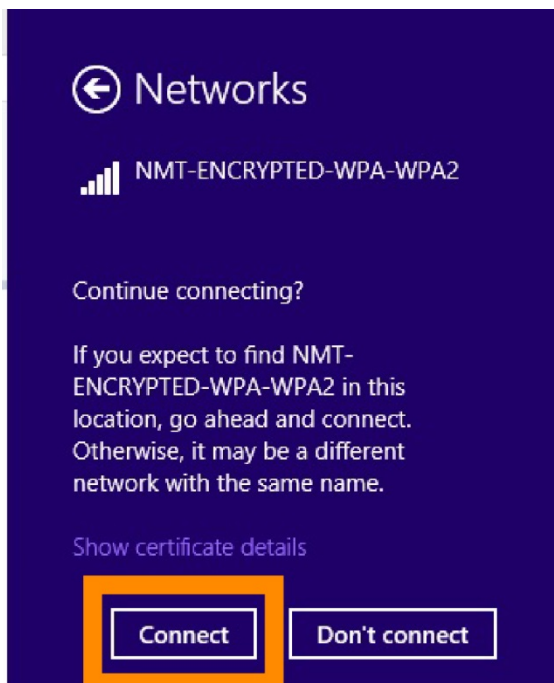 Networks
NMT-ENCRYPTED-WPA-WPA2
Continue connecting?
If you expect to find NMT-
ENCRYPTED-WPA-WPA2 in this
location, go ahead and connect.
Otherwise, it may be a different
network with the same name.
Show certificate details
Connect Don't connect